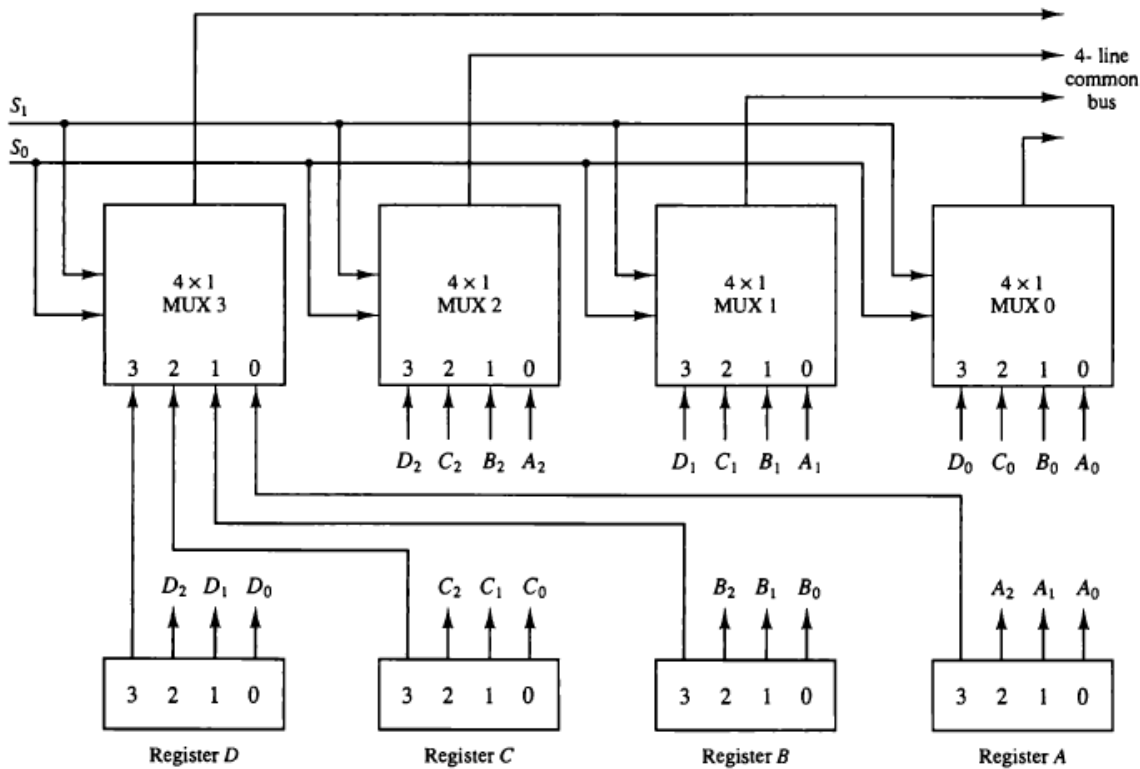 4- line
common
bus
S₁
S₀
4 × 1
MUX 3
3 2 1 0
4 × 1
MUX 2
3 2 1 0
4 × 1
MUX 1
3 2 1 0
4 × 1
MUX 0
3 2 1 0
D₂ C₂ B₂ A₂
D₁ C₁ B₁ A₁
D₀ C₀ B₀ A₀
D₂ D₁ D₀
C₂ C₁ C₀
B₂ B₁ B₀
A₂ A₁ A₀
3 2 1 0
3 2 1 0
3 2 1 0
3 2 1 0
Register D
Register C
Register B
Register A